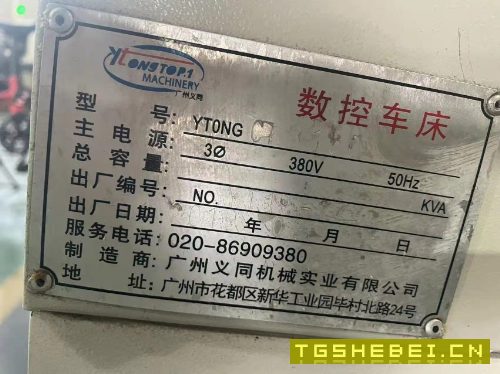 YTONGTOP.1
MACHINERY
广州义同
数控车床
型号: YTONG
主电源: 3Ø 380V 50Hz
总容量: KVA
出厂编号: NO.
出厂日期: 年 月 日
服务电话: 020-86909380
制造商: 广州义同机械实业有限公司
地址: 广州市花都区新华工业园毕村北路24号
TGSHEBEI.CN